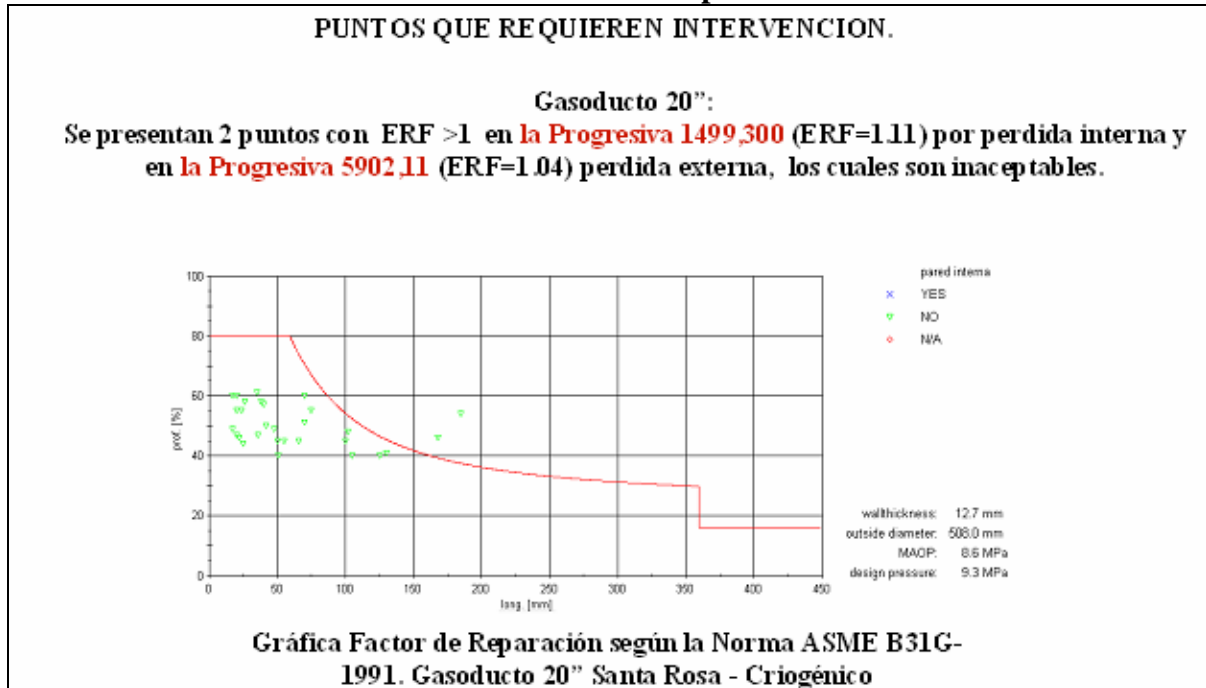 PUNTOS QUE REQUIEREN INTERVENCION.
Gasoducto 20”:
Se presentan 2 puntos con ERF >1 en la Progresiva 1499,300 (ERF=1.11) por perdida interna y
en la Progresiva 5902,11 (ERF=1.04) perdida externa, los cuales son inaceptables.
pared interna
YES
NO
N/A
100
80
60
40
20
0
prof. [%]
0 50 100 150 200 250 300 350 400 450
long. [mm]
wallthickness: 12.7 mm
outside diameter: 508.0 mm
MAOP: 8.6 MPa
design pressure: 9.3 MPa
Gráfica Factor de Reparación según la Norma ASME B31G-
1991. Gasoducto 20” Santa Rosa - Criogénico